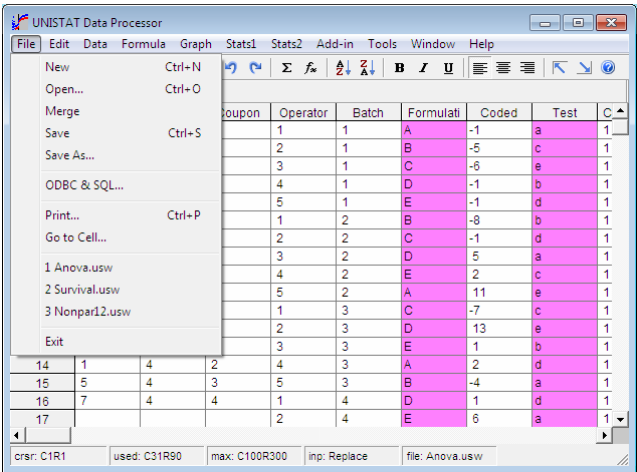 UNISTAT Data Processor
File Edit Data Formula Graph Stats1 Stats2 Add-in Tools Window Help
New Ctrl+N
Open... Ctrl+O
Merge
Save Ctrl+S
Save As...
ODBC & SQL...
Print... Ctrl+P
Go to Cell...
1 Anova.usw
2 Survival.usw
3 Nonpar12.usw
Exit
Σ fx A Z Z A B I U
Coupon Operator Batch Formulati Coded Test C
1 1 A -1 a 1
2 1 B -5 c 1
3 1 C -6 e 1
4 1 D -1 b 1
5 1 E -1 d 1
1 2 B -8 b 1
2 2 C -1 d 1
3 2 D 5 a 1
4 2 E 2 c 1
5 2 A 11 e 1
1 3 C -7 c 1
2 3 D 13 e 1
3 3 E 1 b 1
14 1 4 2 4 3 A 2 d 1
15 5 4 3 5 3 B -4 a 1
16 7 4 4 1 4 D 1 d 1
17 2 4 E 6 a 1
crsr: C1R1 used: C31R90 max: C100R300 inp: Replace file: Anova.usw